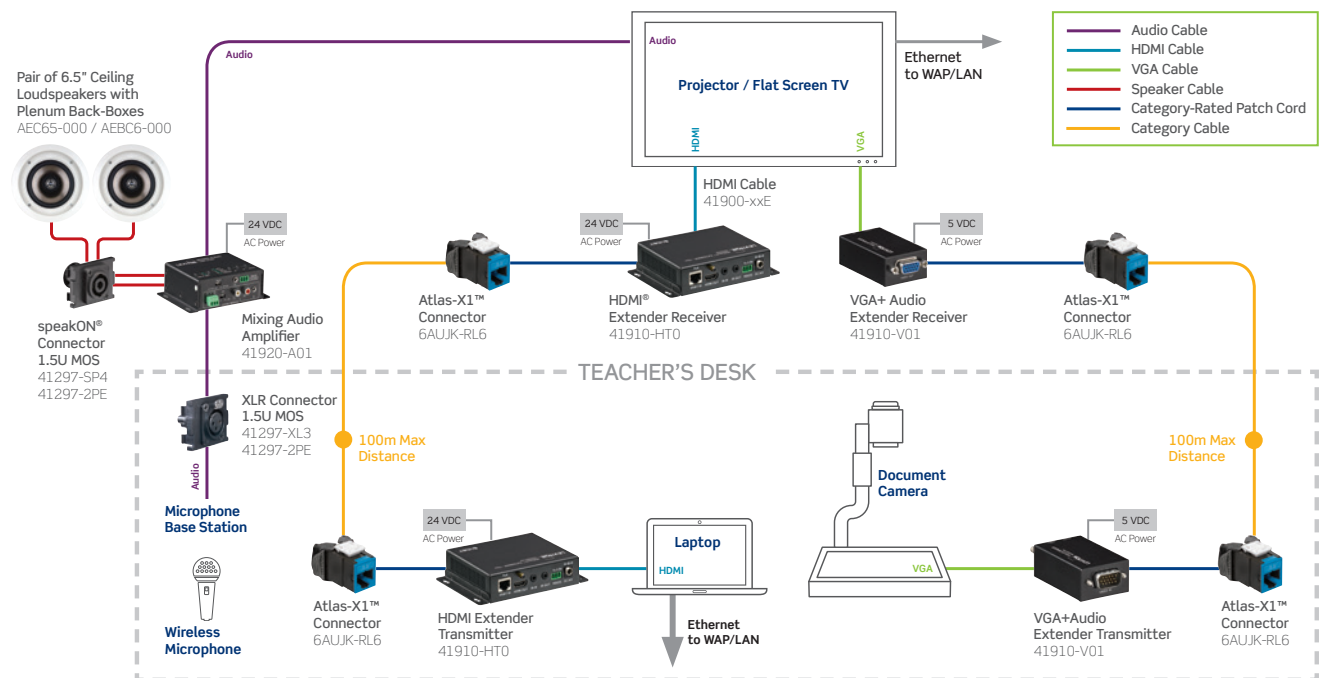 Audio
Audio
Ethernet
to WAP/LAN
Projector / Flat Screen TV
HDMI
VGA
Audio Cable
HDMI Cable
VGA Cable
Speaker Cable
Category-Rated Patch Cord
Category Cable
Pair of 6.5" Ceiling
Loudspeakers with
Plenum Back-Boxes
AEC65-000 / AEBC6-000
HDMI Cable
41900-xxE
24 VDC
AC Power
24 VDC
AC Power
5 VDC
AC Power
speakON®
Connector
1.5U MOS
41297-SP4
41297-2PE
Mixing Audio
Amplifier
41920-A01
Atlas-X1™
Connector
6AUJK-RL6
HDMI®
Extender Receiver
41910-HT0
VGA+ Audio
Extender Receiver
41910-V01
Atlas-X1™
Connector
6AUJK-RL6
TEACHER'S DESK
XLR Connector
1.5U MOS
41297-XL3
41297-2PE
Audio
100m Max
Distance
100m Max
Distance
Document
Camera
Microphone
Base Station
24 VDC
AC Power
Laptop
HDMI
VGA
5 VDC
AC Power
Wireless
Microphone
Atlas-X1™
Connector
6AUJK-RL6
HDMI Extender
Transmitter
41910-HT0
Ethernet
to WAP/LAN
VGA+Audio
Extender Transmitter
41910-V01
Atlas-X1™
Connector
6AUJK-RL6